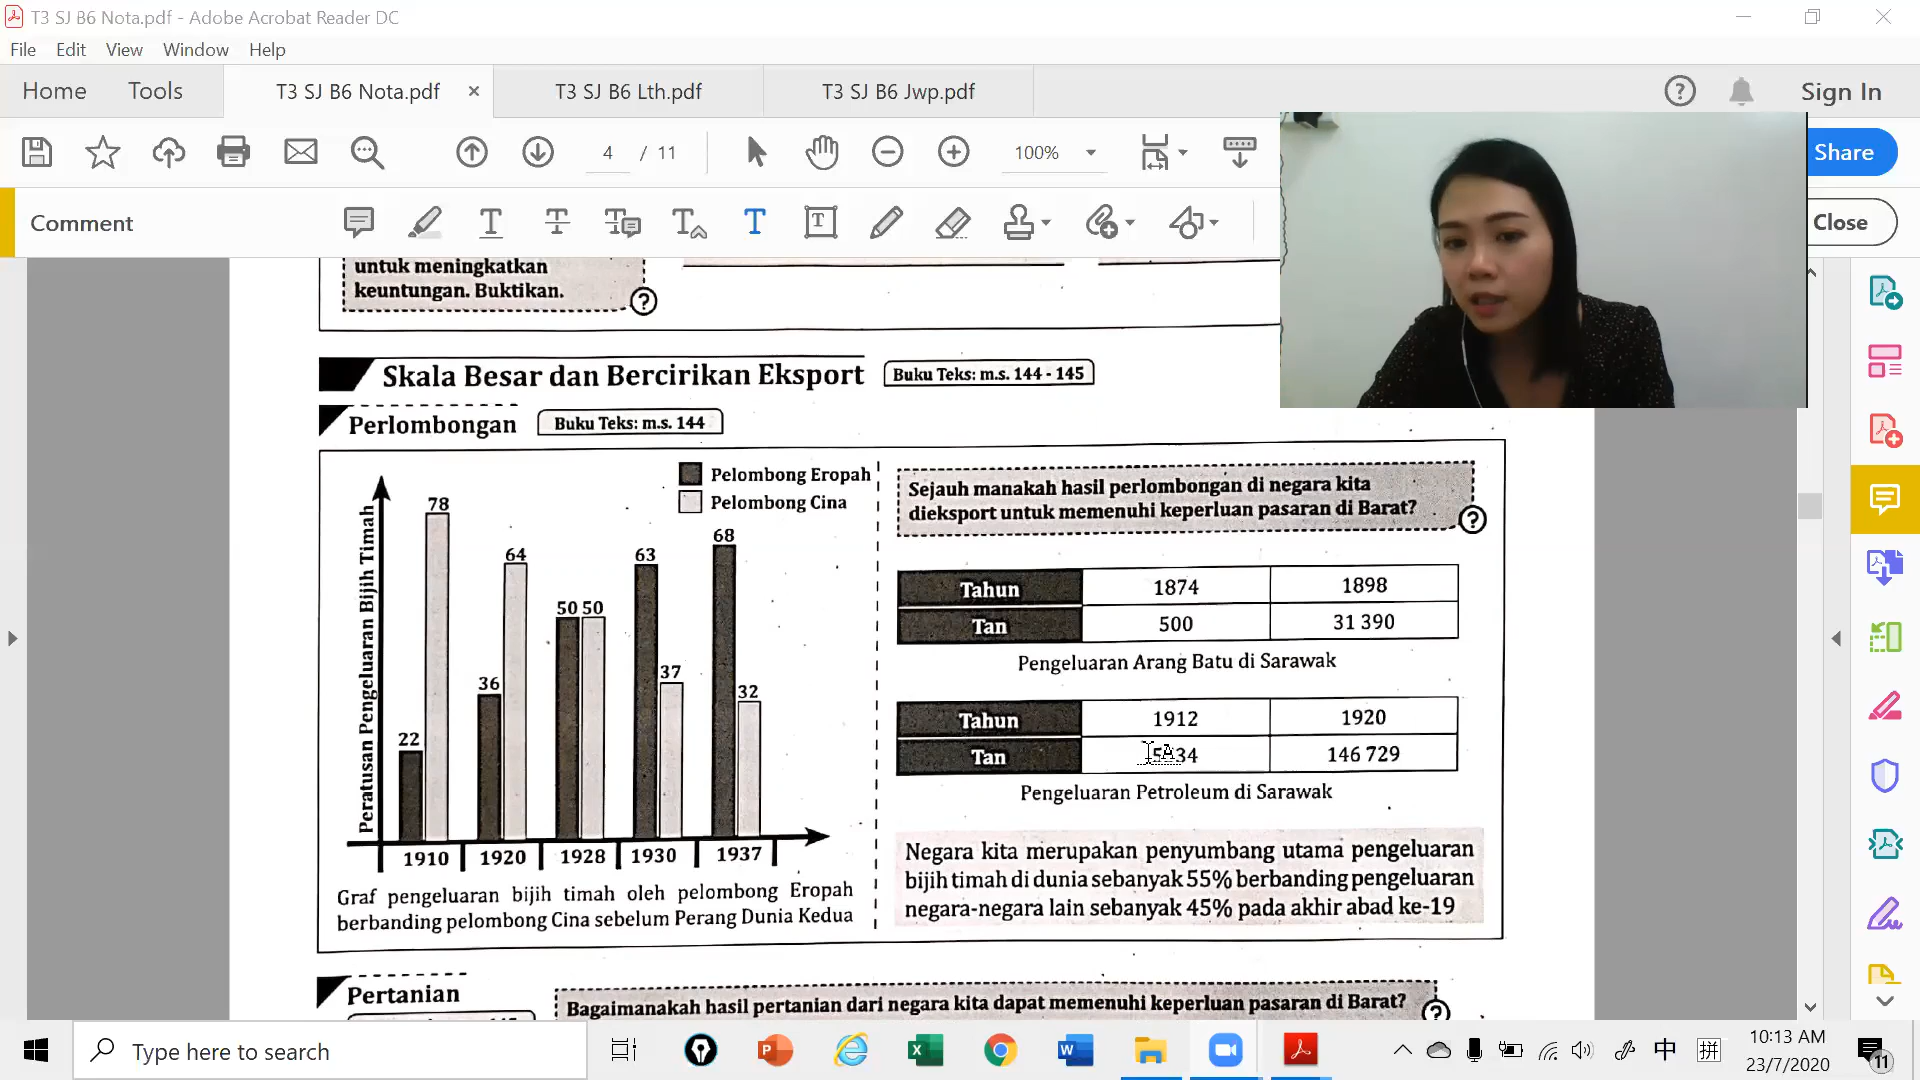 T3 SJ B6 Nota.pdf - Adobe Acrobat Reader DC
File Edit View Window Help
Home Tools T3 SJ B6 Nota.pdf × T3 SJ B6 Lth.pdf T3 SJ B6 Jwp.pdf Sign In
4 / 11 100% Share
Comment Close
untuk meningkatkan
keuntungan. Buktikan.
?
Skala Besar dan Bercirikan Eksport Buku Teks: m.s. 144 - 145
Perlombongan Buku Teks: m.s. 144
Peratusan Pengeluaran Bijih Timah
Pelombong Eropah
Pelombong Cina
78
64
36
22
50 50
63
37
68
32
1910 1920 1928 1930 1937
Graf pengeluaran bijih timah oleh pelombong Eropah
berbanding pelombong Cina sebelum Perang Dunia Kedua
Sejauh manakah hasil perlombongan di negara kita
dieksport untuk memenuhi keperluan pasaran di Barat?
?
Tahun 1874 1898
Tan 500 31 390
Pengeluaran Arang Batu di Sarawak
Tahun 1912 1920
Tan 146 729
Pengeluaran Petroleum di Sarawak
Negara kita merupakan penyumbang utama pengeluaran
bijih timah di dunia sebanyak 55% berbanding pengeluaran
negara-negara lain sebanyak 45% pada akhir abad ke-19
Pertanian
Bagaimanakah hasil pertanian dari negara kita dapat memenuhi keperluan pasaran di Barat?
?
Type here to search
中 拼
10:13 AM
23/7/2020
11